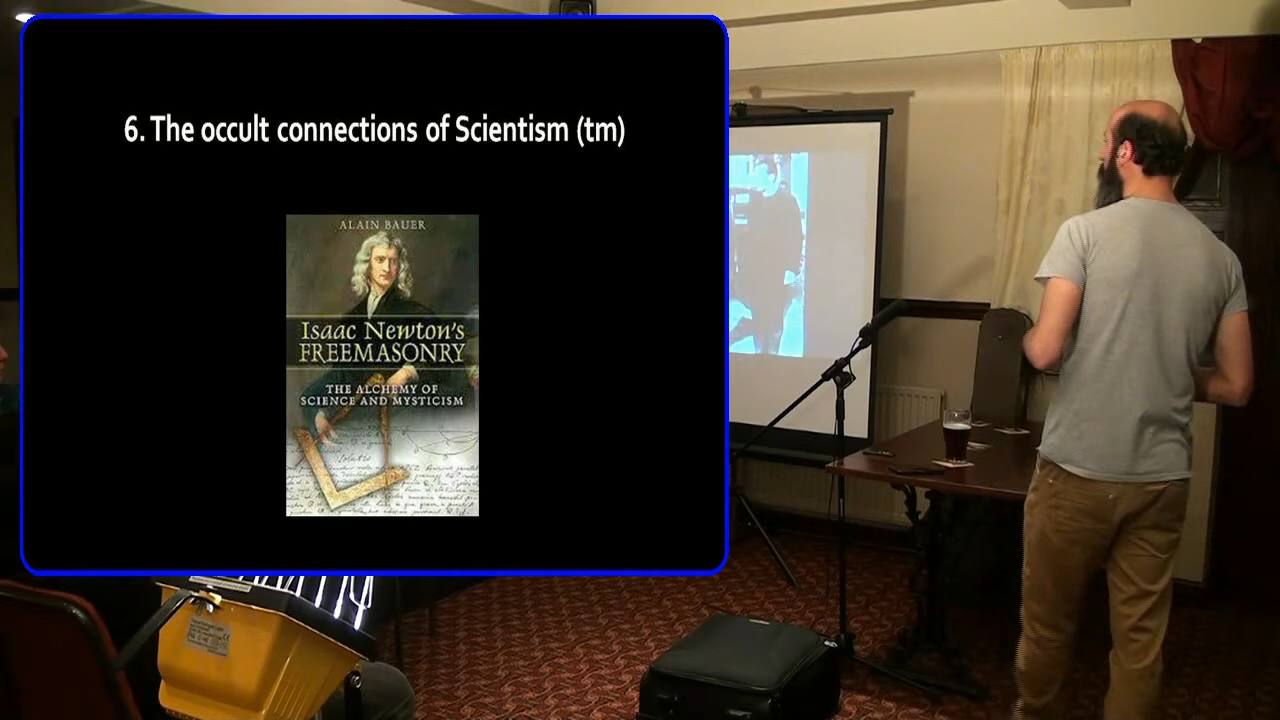 6. The occult connections of Scientism (tm)
ALAIN BAUER
ISAAC NEWTON'S
FREEMASONRY
THE ALCHEMY OF
SCIENCE AND MYSTICISM